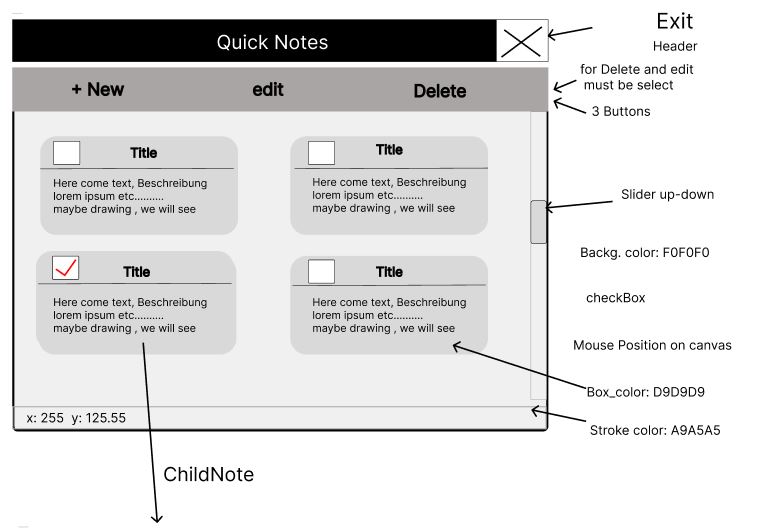 Exit
Quick Notes
Header
for Delete and edit
must be select
+ New
edit
Delete
3 Buttons
Title
Here come text, Beschreibung
lorem ipsum etc..........
maybe drawing , we will see
Title
Here come text, Beschreibung
lorem ipsum etc..........
maybe drawing , we will see
Slider up-down
Backg. color: F0F0F0
Title
Here come text, Beschreibung
lorem ipsum etc..........
maybe drawing , we will see
Title
Here come text, Beschreibung
lorem ipsum etc..........
maybe drawing , we will see
checkBox
Mouse Position on canvas
Box_color: D9D9D9
x: 255 y: 125.55
Stroke color: A9A5A5
ChildNote